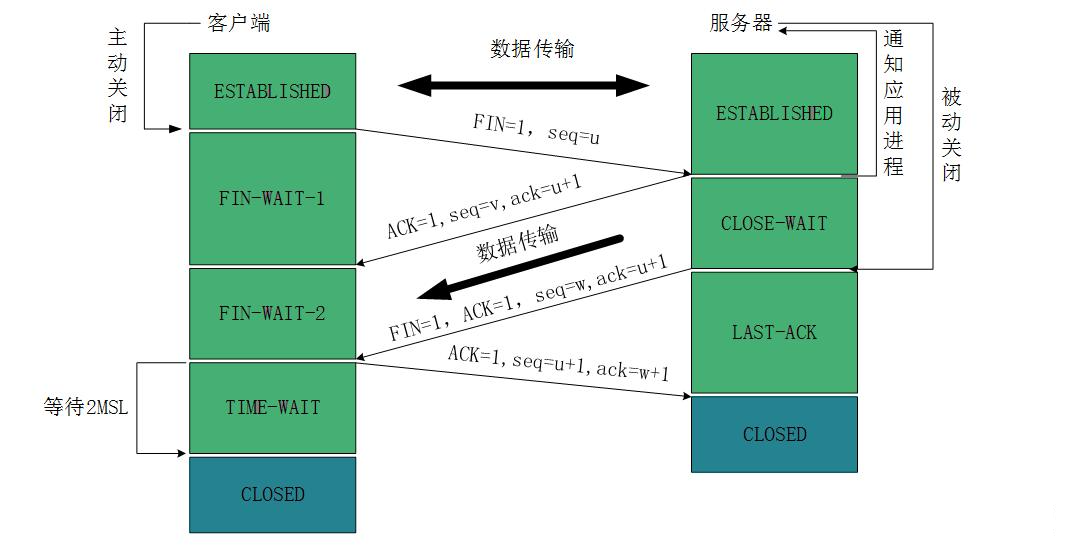 客户端
服务器
主动关闭
数据传输
通知应用进程
被动关闭
ESTABLISHED
ESTABLISHED
FIN=1, seq=u
FIN-WAIT-1
ACK=1,seq=v,ack=u+1
CLOSE-WAIT
数据传输
FIN=1, ACK=1, seq=w,ack=u+1
FIN-WAIT-2
LAST-ACK
ACK=1,seq=u+1,ack=w+1
等待2MSL
TIME-WAIT
CLOSED
CLOSED